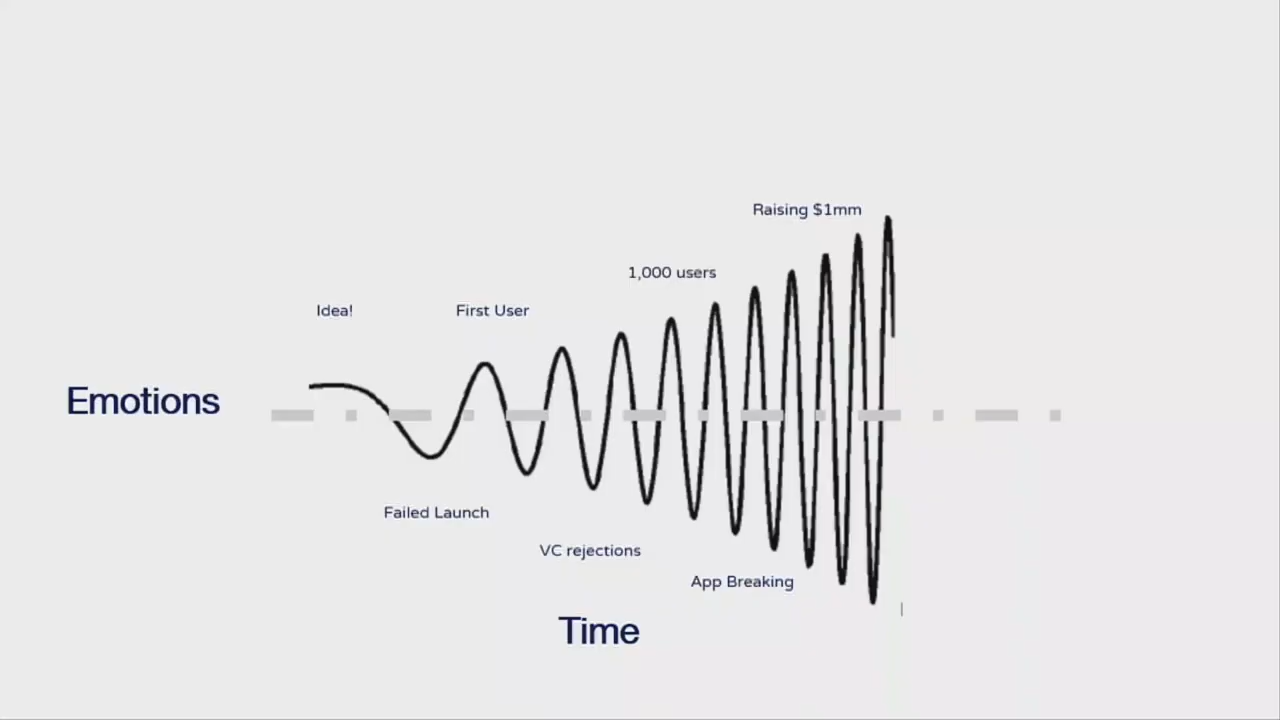 Raising $1mm
1,000 users
Idea!
First User
Emotions
Failed Launch
VC rejections
App Breaking
Time